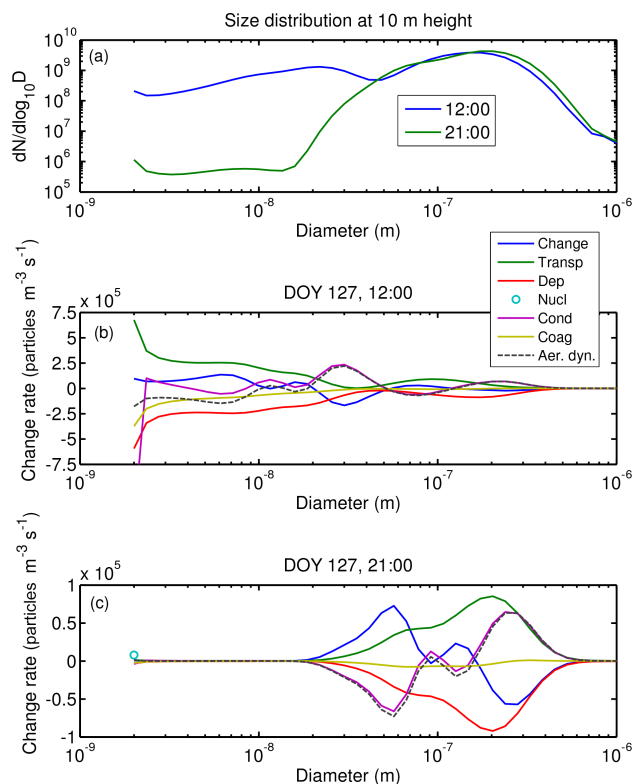 Size distribution at 10 m height
(a)
dN/dlog10D
10^10
10^9
10^8
10^7
10^6
10^5
12:00
21:00
10^-9
10^-8
10^-7
10^-6
Diameter (m)
Change
Transp
Dep
Nucl
Cond
Coag
Aer. dyn.
x 10^5
DOY 127, 12:00
(b)
Change rate (particles m^-3 s^-1)
7.5
5
2.5
0
-2.5
-5
-7.5
10^-9
10^-8
10^-7
10^-6
Diameter (m)
x 10^5
DOY 127, 21:00
(c)
Change rate (particles m^-3 s^-1)
1
0.5
0
-0.5
-1
10^-9
10^-8
10^-7
10^-6
Diameter (m)